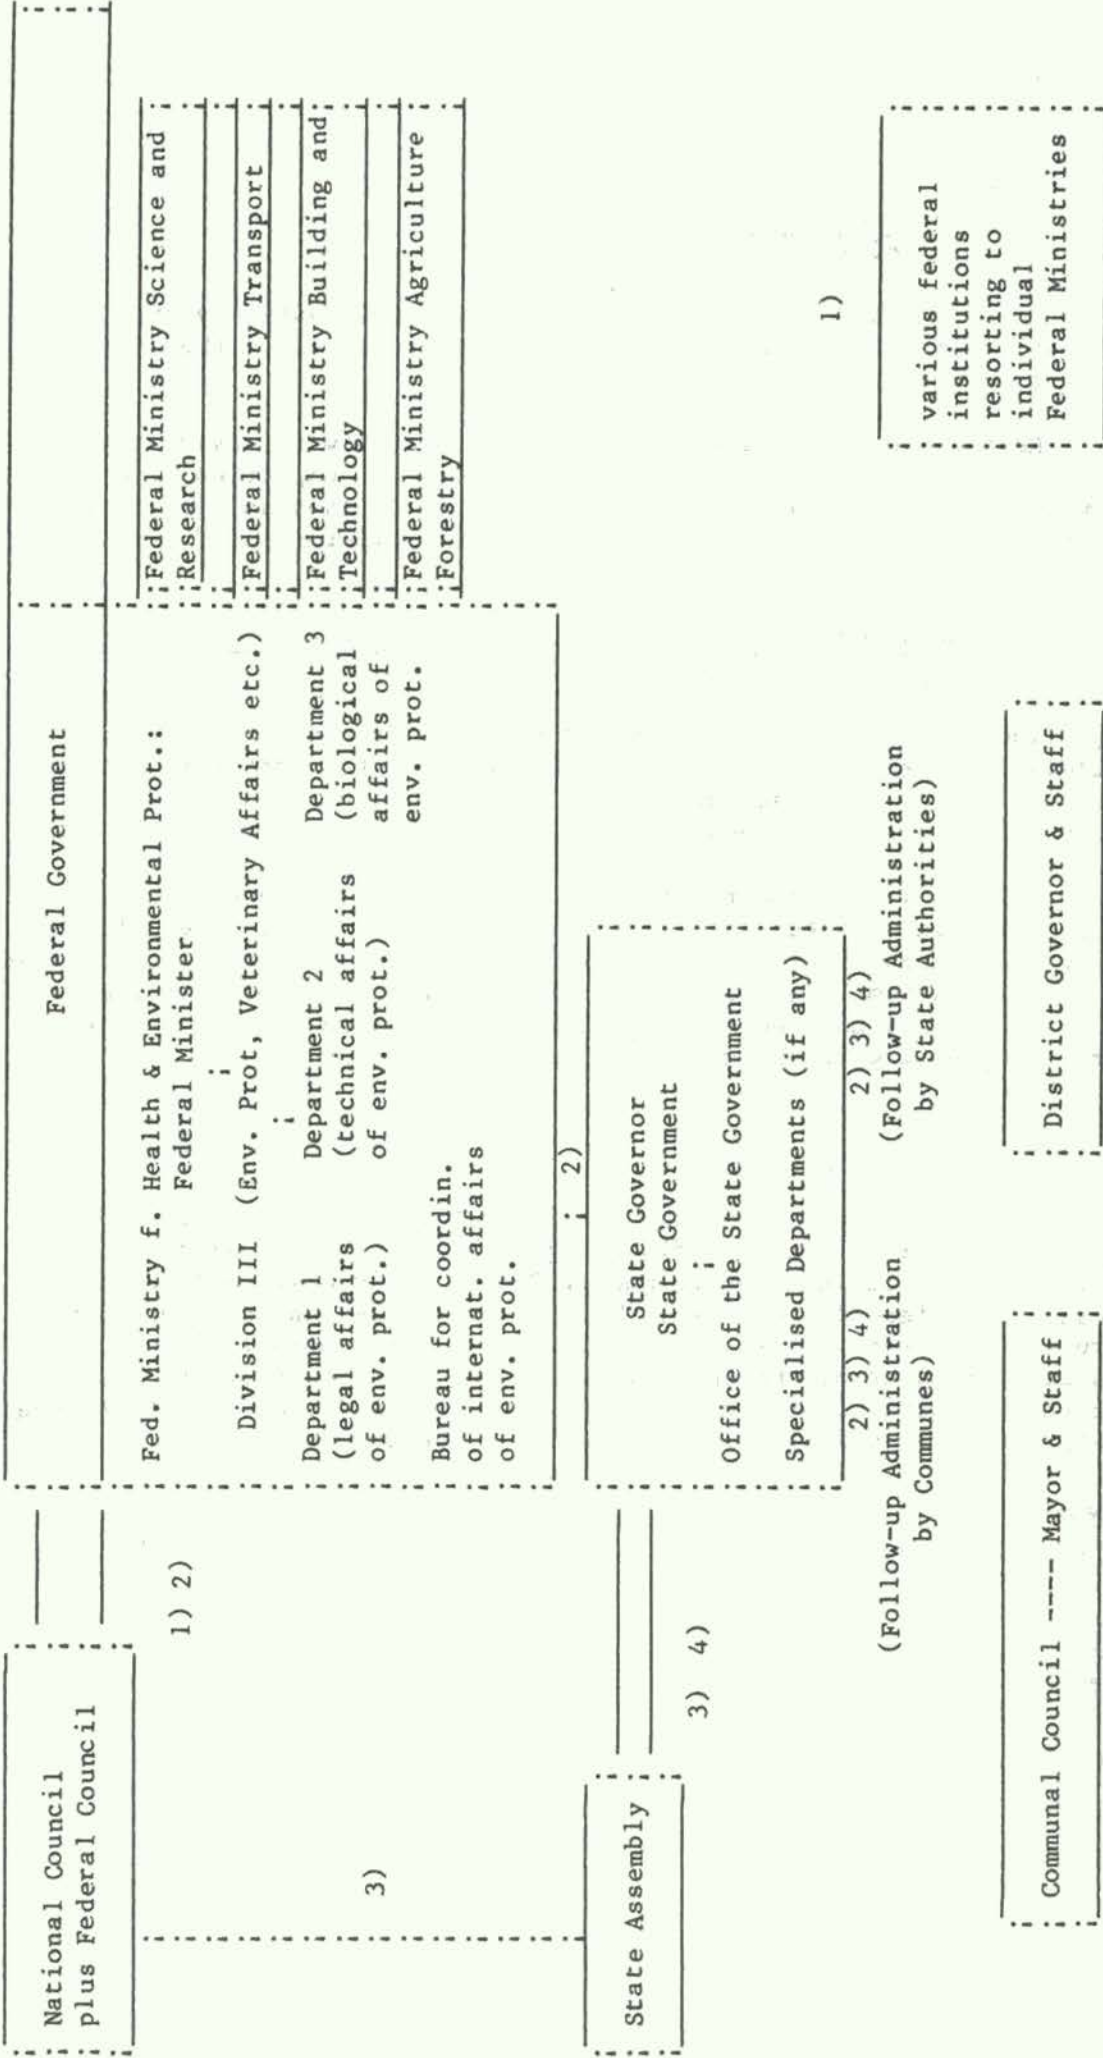 National Council
plus Federal Council
1) 2)
Federal Government
Fed. Ministry f. Health & Environmental Prot.:
Federal Minister
Division III (Env. Prot, Veterinary Affairs etc.)
Department 1
(legal affairs
of env. prot.)
Department 2
(technical affairs
of env. prot.)
Department 3
(biological
affairs of
env. prot.
Bureau for coordin.
of internat. affairs
of env. prot.
Federal Ministry Science and
Research
Federal Ministry Transport
Federal Ministry Building and
Technology
Federal Ministry Agriculture
Forestry
3)
2)
State Assembly
3) 4)
State Governor
State Government
Office of the State Government
Specialised Departments (if any)
1)
2) 3) 4)
(Follow-up Administration
by Communes)
2) 3) 4)
(Follow-up Administration
by State Authorities)
various federal
institutions
resorting to
individual
Federal Ministries
Communal Council ---- Mayor & Staff
District Governor & Staff